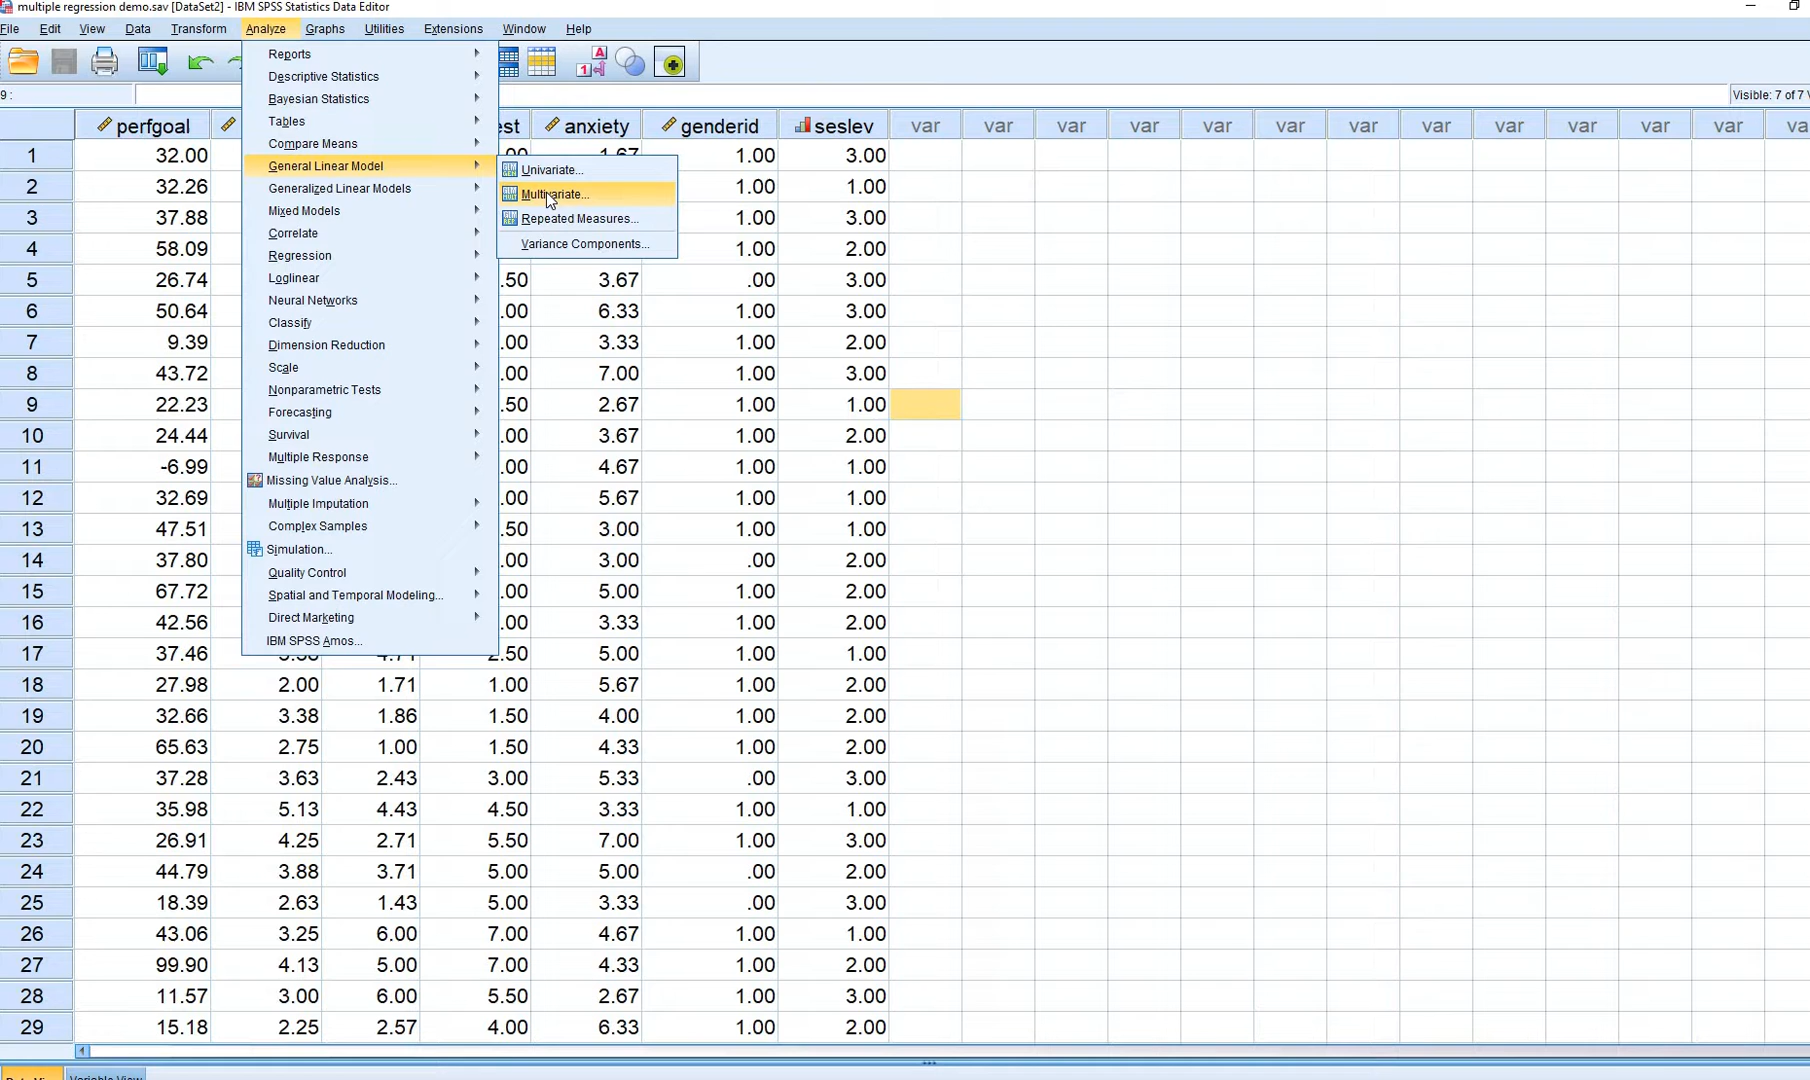 multiple regression demo.sav [DataSet2] - IBM SPSS Statistics Data Editor
File Edit View Data Transform Analyze Graphs Utilities Extensions Window Help
9 :
Visible: 7 of 7 V
Reports
Descriptive Statistics
Bayesian Statistics
Tables
Compare Means
General Linear Model
Generalized Linear Models
Mixed Models
Correlate
Regression
Loglinear
Neural Networks
Classify
Dimension Reduction
Scale
Nonparametric Tests
Forecasting
Survival
Multiple Response
Missing Value Analysis...
Multiple Imputation
Complex Samples
Simulation...
Quality Control
Spatial and Temporal Modeling...
Direct Marketing
IBM SPSS Amos...
Univariate...
Multivariate...
Repeated Measures...
Variance Components...
perfgoal est anxiety genderid seslev var var var var var var var var var var var var va
1 32.00 1.00 3.00
2 32.26 1.00 1.00
3 37.88 1.00 3.00
4 58.09 1.00 2.00
5 26.74 .50 3.67 .00 3.00
6 50.64 .00 6.33 1.00 3.00
7 9.39 .00 3.33 1.00 2.00
8 43.72 .00 7.00 1.00 3.00
9 22.23 .50 2.67 1.00 1.00
10 24.44 .00 3.67 1.00 2.00
11 -6.99 .00 4.67 1.00 1.00
12 32.69 .00 5.67 1.00 1.00
13 47.51 .50 3.00 1.00 1.00
14 37.80 .00 3.00 .00 2.00
15 67.72 .00 5.00 1.00 2.00
16 42.56 .00 3.33 1.00 2.00
17 37.46 2.50 5.00 1.00 1.00
18 27.98 2.00 1.71 1.00 5.67 1.00 2.00
19 32.66 3.38 1.86 1.50 4.00 1.00 2.00
20 65.63 2.75 1.00 1.50 4.33 1.00 2.00
21 37.28 3.63 2.43 3.00 5.33 .00 3.00
22 35.98 5.13 4.43 4.50 3.33 1.00 1.00
23 26.91 4.25 2.71 5.50 7.00 1.00 3.00
24 44.79 3.88 3.71 5.00 5.00 .00 2.00
25 18.39 2.63 1.43 5.00 3.33 .00 3.00
26 43.06 3.25 6.00 7.00 4.67 1.00 1.00
27 99.90 4.13 5.00 7.00 4.33 1.00 2.00
28 11.57 3.00 6.00 5.50 2.67 1.00 3.00
29 15.18 2.25 2.57 4.00 6.33 1.00 2.00